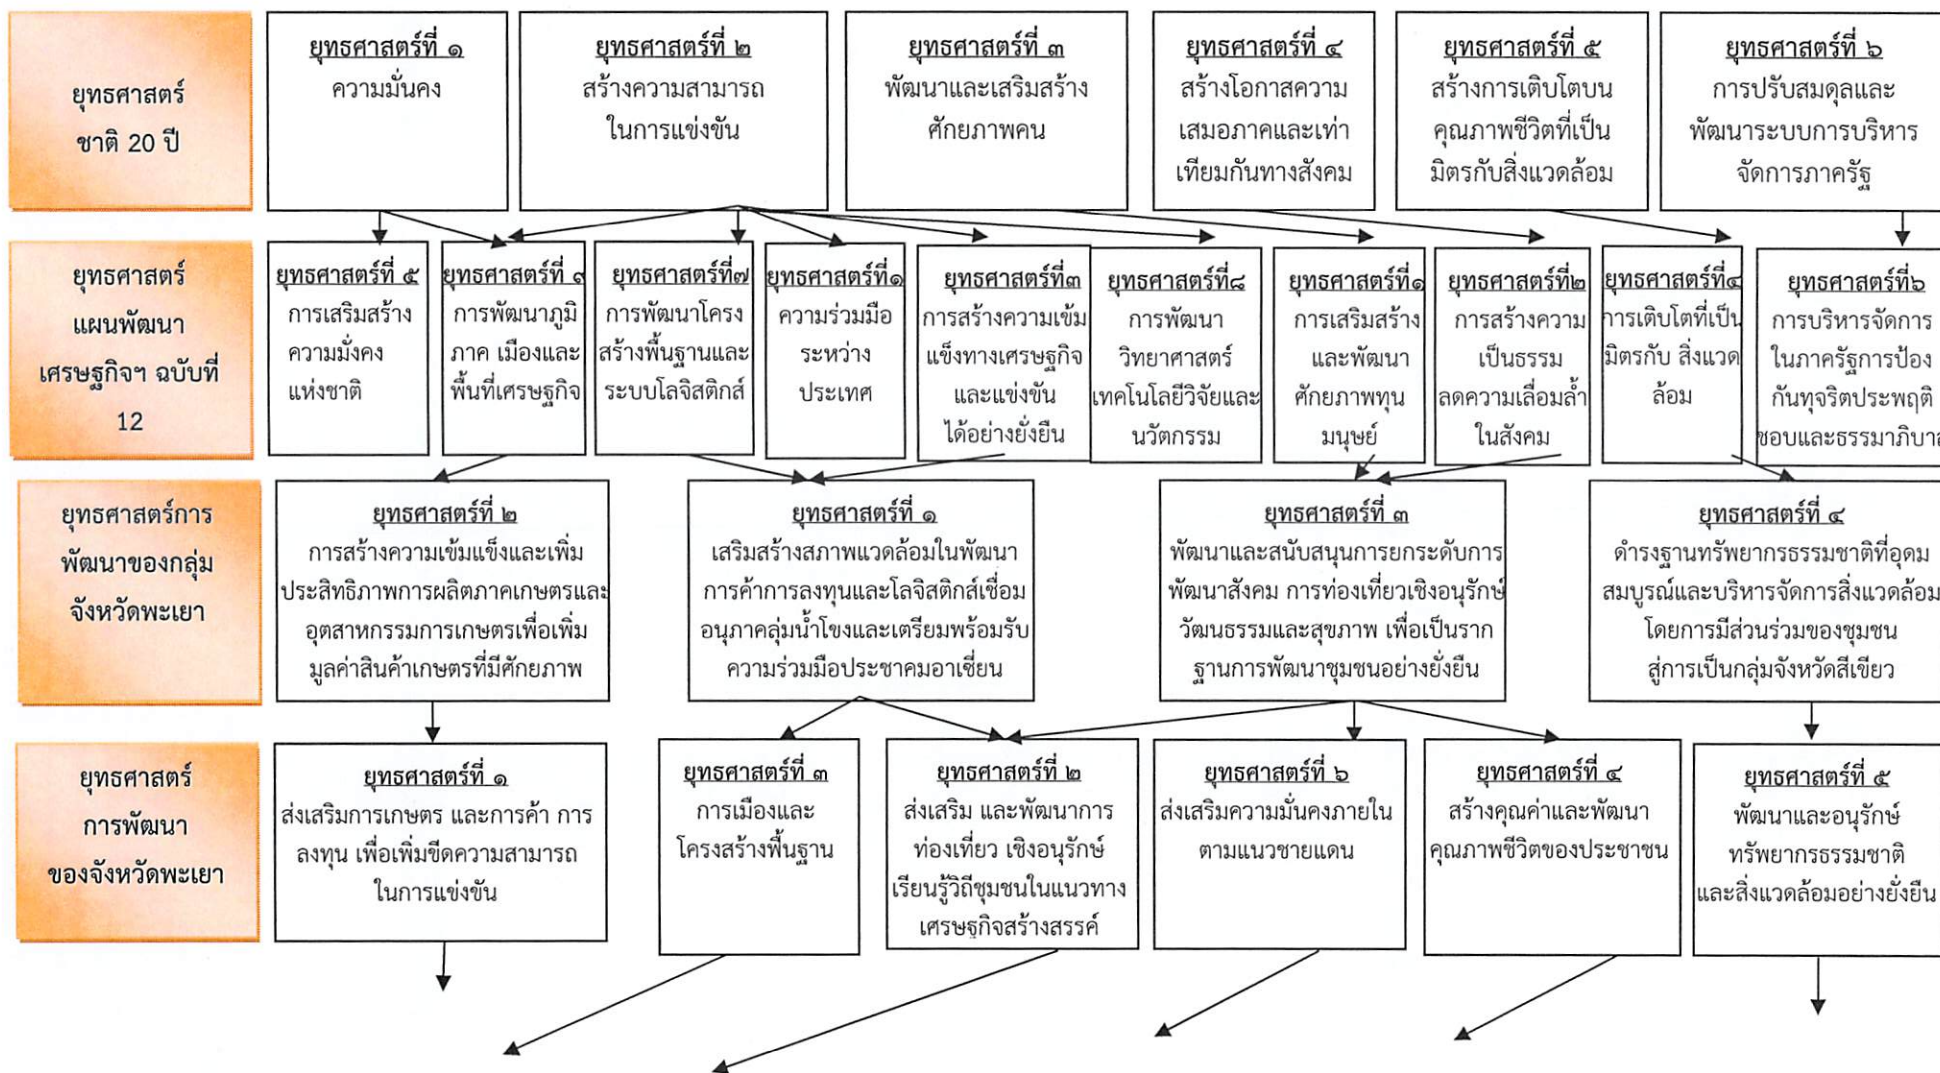 ยุทธศาสตร์
ชาติ 20 ปี
ยุทธศาสตร์ที่ ๑
ความมั่นคง
ยุทธศาสตร์ที่ ๒
สร้างความสามารถ
ในการแข่งขัน
ยุทธศาสตร์ที่ ๓
พัฒนาและเสริมสร้าง
ศักยภาพคน
ยุทธศาสตร์ที่ ๔
สร้างโอกาสความ
เสมอภาคและเท่า
เทียมกันทางสังคม
ยุทธศาสตร์ที่ ๕
สร้างการเติบโตบน
คุณภาพชีวิตที่เป็น
มิตรกับสิ่งแวดล้อม
ยุทธศาสตร์ที่ ๖
การปรับสมดุลและ
พัฒนาระบบการบริหาร
จัดการภาครัฐ
ยุทธศาสตร์
แผนพัฒนา
เศรษฐกิจฯ ฉบับที่
12
ยุทธศาสตร์ที่ ๕
การเสริมสร้าง
ความมั่งคง
แห่งชาติ
ยุทธศาสตร์ที่ ๙
การพัฒนาภูมิ
ภาค เมืองและ
พื้นที่เศรษฐกิจ
ยุทธศาสตร์ที่๗
การพัฒนาโครง
สร้างพื้นฐานและ
ระบบโลจิสติกส์
ยุทธศาสตร์ที่๑
ความร่วมมือ
ระหว่าง
ประเทศ
ยุทธศาสตร์ที่๓
การสร้างความเข้ม
แข็งทางเศรษฐกิจ
และแข่งขัน
ได้อย่างยั่งยืน
ยุทธศาสตร์ที่๘
การพัฒนา
วิทยาศาสตร์
เทคโนโลยีวิจัยและ
นวัตกรรม
ยุทธศาสตร์ที่๑
การเสริมสร้าง
และพัฒนา
ศักยภาพทุน
มนุษย์
ยุทธศาสตร์ที่๒
การสร้างความ
เป็นธรรม
ลดความเลื่อมล้ำ
ในสังคม
ยุทธศาสตร์ที่๔
การเติบโตที่เป็น
มิตรกับ สิ่งแวด
ล้อม
ยุทธศาสตร์ที่๖
การบริหารจัดการ
ในภาครัฐการป้อง
กันทุจริตประพฤติ
ชอบและธรรมาภิบาล
ยุทธศาสตร์การ
พัฒนาของกลุ่ม
จังหวัดพะเยา
ยุทธศาสตร์ที่ ๒
การสร้างความเข้มแข็งและเพิ่ม
ประสิทธิภาพการผลิตภาคเกษตรและ
อุตสาหกรรมการเกษตรเพื่อเพิ่ม
มูลค่าสินค้าเกษตรที่มีศักยภาพ
ยุทธศาสตร์ที่ ๑
เสริมสร้างสภาพแวดล้อมในพัฒนา
การค้าการลงทุนและโลจิสติกส์เชื่อม
อนุภาคลุ่มน้ำโขงและเตรียมพร้อมรับ
ความร่วมมือประชาคมอาเซี่ยน
ยุทธศาสตร์ที่ ๓
พัฒนาและสนับสนุนการยกระดับการ
พัฒนาสังคม การท่องเที่ยวเชิงอนุรักษ์
วัฒนธรรมและสุขภาพ เพื่อเป็นราก
ฐานการพัฒนาชุมชนอย่างยั่งยืน
ยุทธศาสตร์ที่ ๔
ดำรงฐานทรัพยากรธรรมชาติที่อุดม
สมบูรณ์และบริหารจัดการสิ่งแวดล้อม
โดยการมีส่วนร่วมของชุมชน
สู่การเป็นกลุ่มจังหวัดสีเขียว
ยุทธศาสตร์
การพัฒนา
ของจังหวัดพะเยา
ยุทธศาสตร์ที่ ๑
ส่งเสริมการเกษตร และการค้า การ
ลงทุน เพื่อเพิ่มขีดความสามารถ
ในการแข่งขัน
ยุทธศาสตร์ที่ ๓
การเมืองและ
โครงสร้างพื้นฐาน
ยุทธศาสตร์ที่ ๒
ส่งเสริม และพัฒนาการ
ท่องเที่ยว เชิงอนุรักษ์
เรียนรู้วิถีชุมชนในแนวทาง
เศรษฐกิจสร้างสรรค์
ยุทธศาสตร์ที่ ๖
ส่งเสริมความมั่นคงภายใน
ตามแนวชายแดน
ยุทธศาสตร์ที่ ๔
สร้างคุณค่าและพัฒนา
คุณภาพชีวิตของประชาชน
ยุทธศาสตร์ที่ ๕
พัฒนาและอนุรักษ์
ทรัพยากรธรรมชาติ
และสิ่งแวดล้อมอย่างยั่งยืน